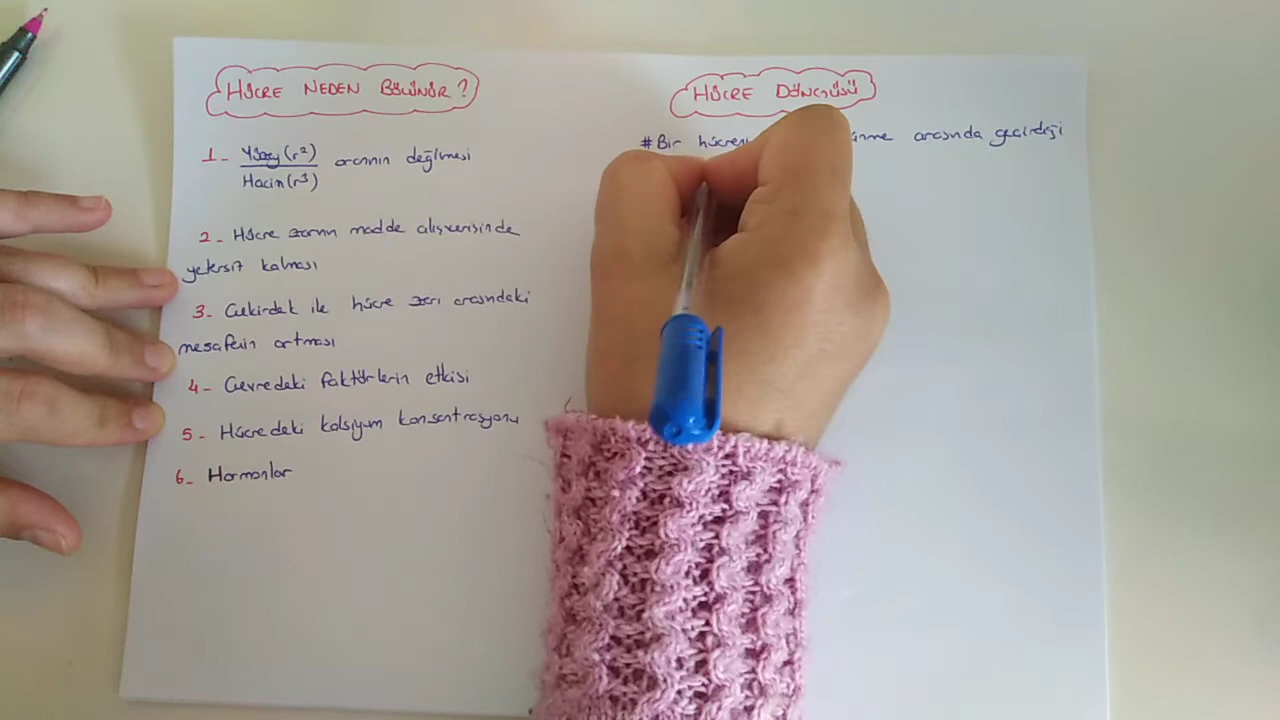 HÜCRE NEDEN BÖLÜNÜR?
1- Yüzey(r²) oranının değişmesi
Hacim(r³)
2- Hücre zarının madde alışverişinde
yetersiz kalması
3- Çekirdek ile hücre zarı arasındaki
mesafenin artması
4- Çevredeki faktörlerin etkisi
5- Hücredeki kalsiyum konsantrasyonu
6- Hormonlar
HÜCRE DÖNGÜSÜ
#Bir arasında geçirdiği